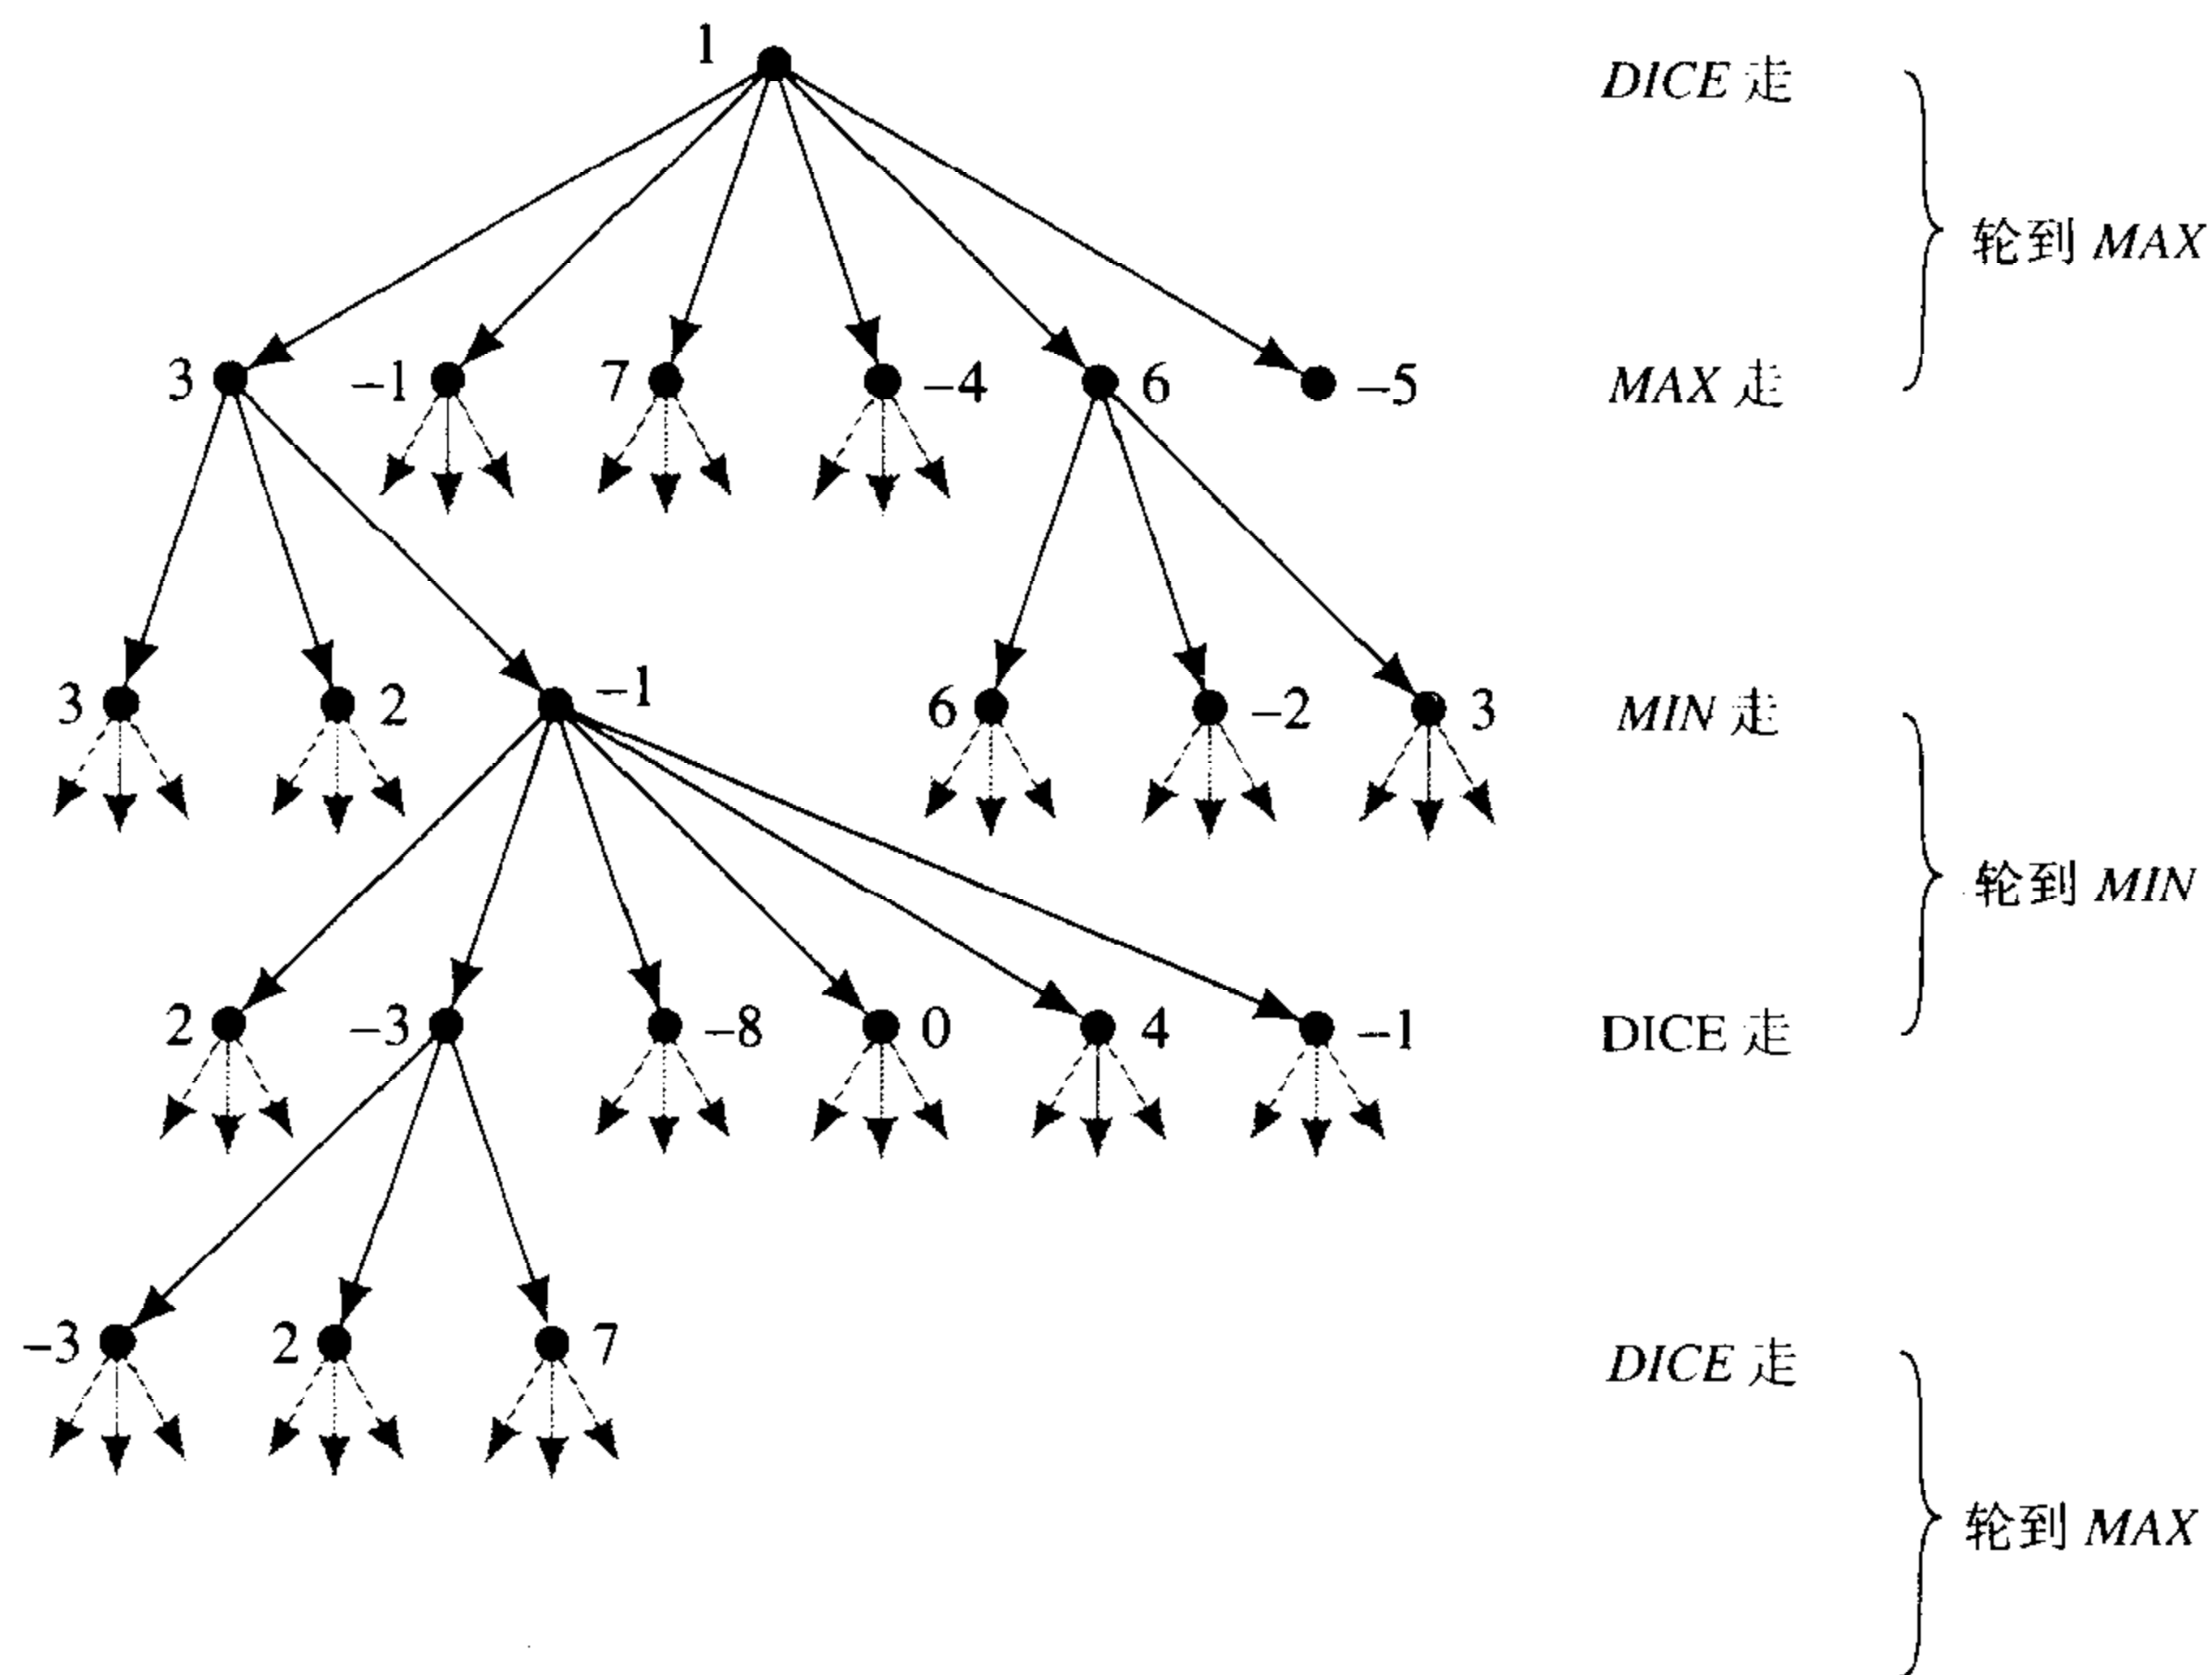 1
DICE 走
轮到 MAX
3 –1 7 –4 6 –5
MAX 走
3 2 –1 6 –2 3
MIN 走
轮到 MIN
2 –3 –8 0 4 –1
DICE 走
–3 2 7
DICE 走
轮到 MAX